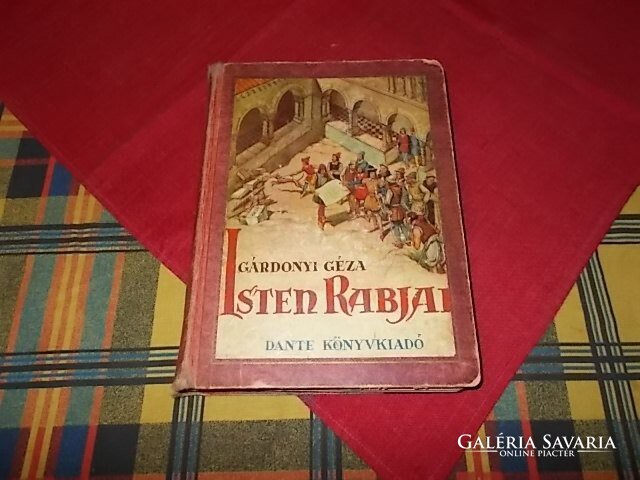 GÁRDONYI GÉZA
ISTEN RABJAI
DANTE KÖNYVKIADÓ
GALÉRIA SAVARIA
ONLINE PIACTÉR